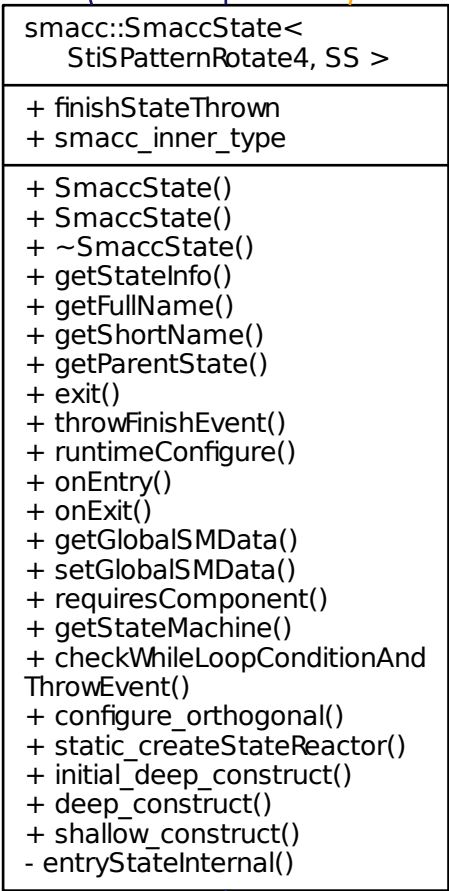 smacc::SmaccState<
StiSPatternRotate4, SS >
+ finishStateThrown
+ smacc_inner_type
+ SmaccState()
+ SmaccState()
+ ~SmaccState()
+ getStateInfo()
+ getFullName()
+ getShortName()
+ getParentState()
+ exit()
+ throwFinishEvent()
+ runtimeConfigure()
+ onEntry()
+ onExit()
+ getGlobalSMData()
+ setGlobalSMData()
+ requiresComponent()
+ getStateMachine()
+ checkWhileLoopConditionAnd
ThrowEvent()
+ configure_orthogonal()
+ static_createStateReactor()
+ initial_deep_construct()
+ deep_construct()
+ shallow_construct()
- entryStateInternal()